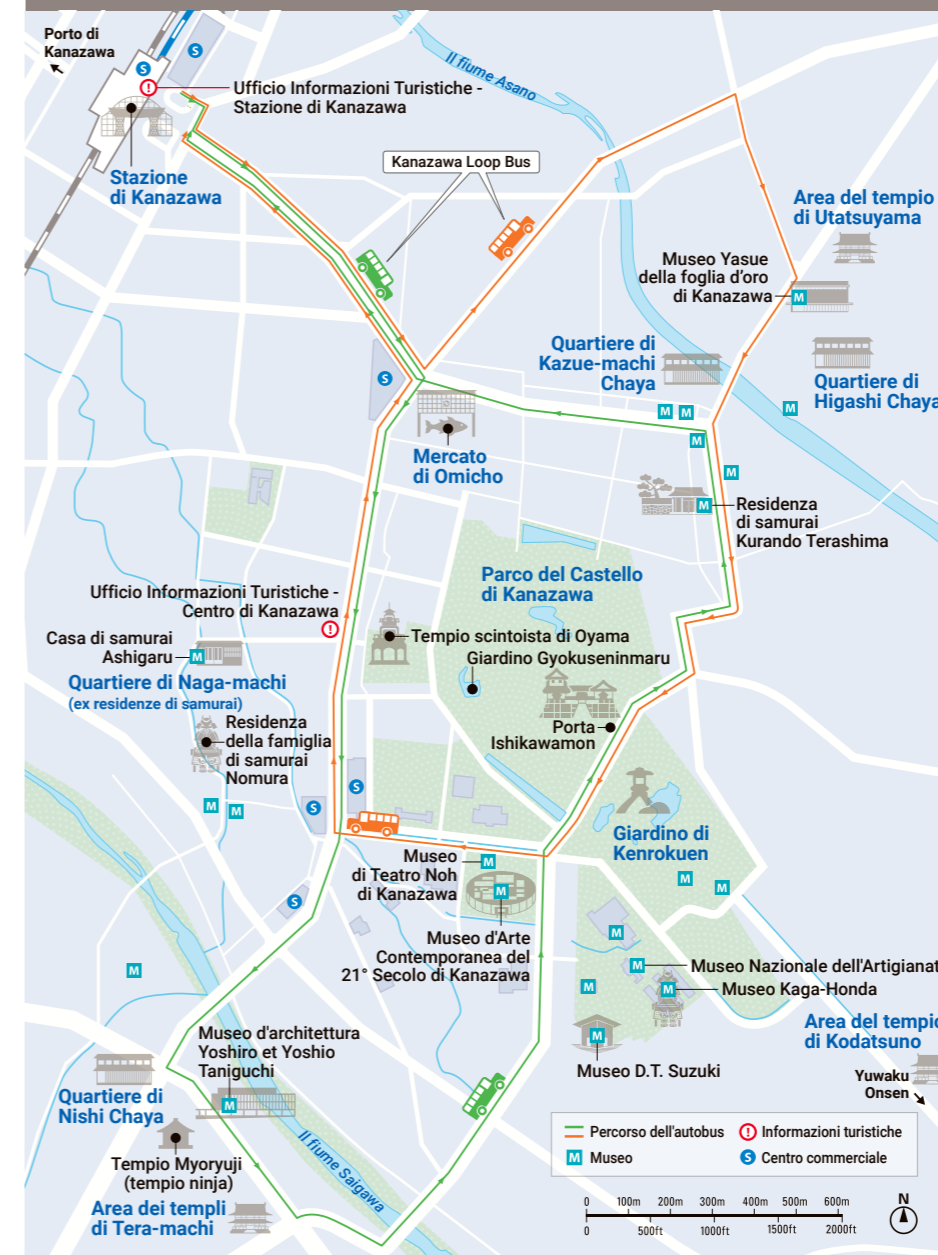 Porto di
Kanazawa
S
S
Ufficio Informazioni Turistiche -
Stazione di Kanazawa
Il fiume Asano
Stazione
di Kanazawa
Kanazawa Loop Bus
Area del tempio
di Utatsuyama
Museo Yasue
della foglia d'oro
di Kanazawa
M
Quartiere di
Kazue-machi
Chaya
Quartiere di
Higashi Chaya
S
M
M
M
M
M
Mercato
di Omicho
M
Residenza
di samurai
Kurando Terashima
Parco del Castello
di Kanazawa
Ufficio Informazioni Turistiche -
Centro di Kanazawa
Tempio scintoista di Oyama
Casa di samurai
Ashigaru
M
Giardino Gyokuseninmaru
Quartiere di Naga-machi
(ex residenze di samurai)
Residenza
della famiglia
di samurai
Nomura
Porta
Ishikawamon
S
S
M
M
Giardino di
Kenrokuen
Museo
di Teatro Noh
di Kanazawa
M
M
M
M
S
Museo d'Arte
Contemporanea del
21° Secolo di Kanazawa
M
M
M
Museo Nazionale dell'Artigianat
M
M
Museo Kaga-Honda
Museo d'architettura
Yoshiro et Yoshio
Taniguchi
M
Area del tempio
di Kodatsuno
M
Museo D.T. Suzuki
Yuwaku
Onsen
Quartiere di
Nishi Chaya
Tempio Myoryuji
(tempio ninja)
Il fiume Saigawa
Area dei templi
di Tera-machi
Percorso dell'autobus
Informazioni turistiche
M Museo
S Centro commerciale
0 100m 200m 300m 400m 500m 600m
0 500ft 1000ft 1500ft 2000ft
N